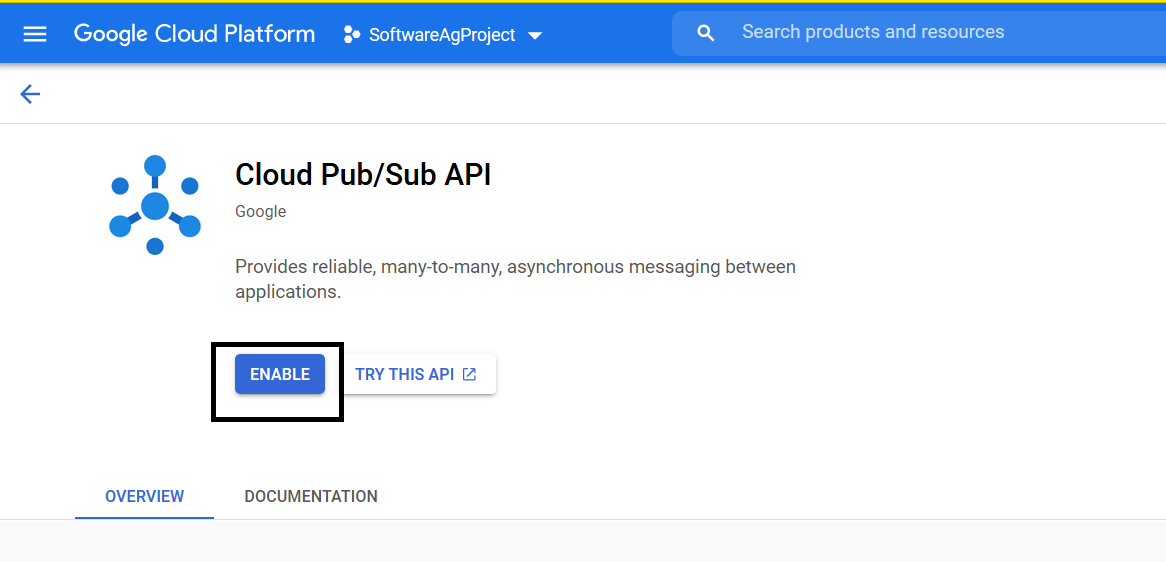 Google Cloud Platform SoftwareAgProject Search products and resources
Cloud Pub/Sub API
Google
Provides reliable, many-to-many, asynchronous messaging between
applications.
ENABLE TRY THIS API
OVERVIEW DOCUMENTATION